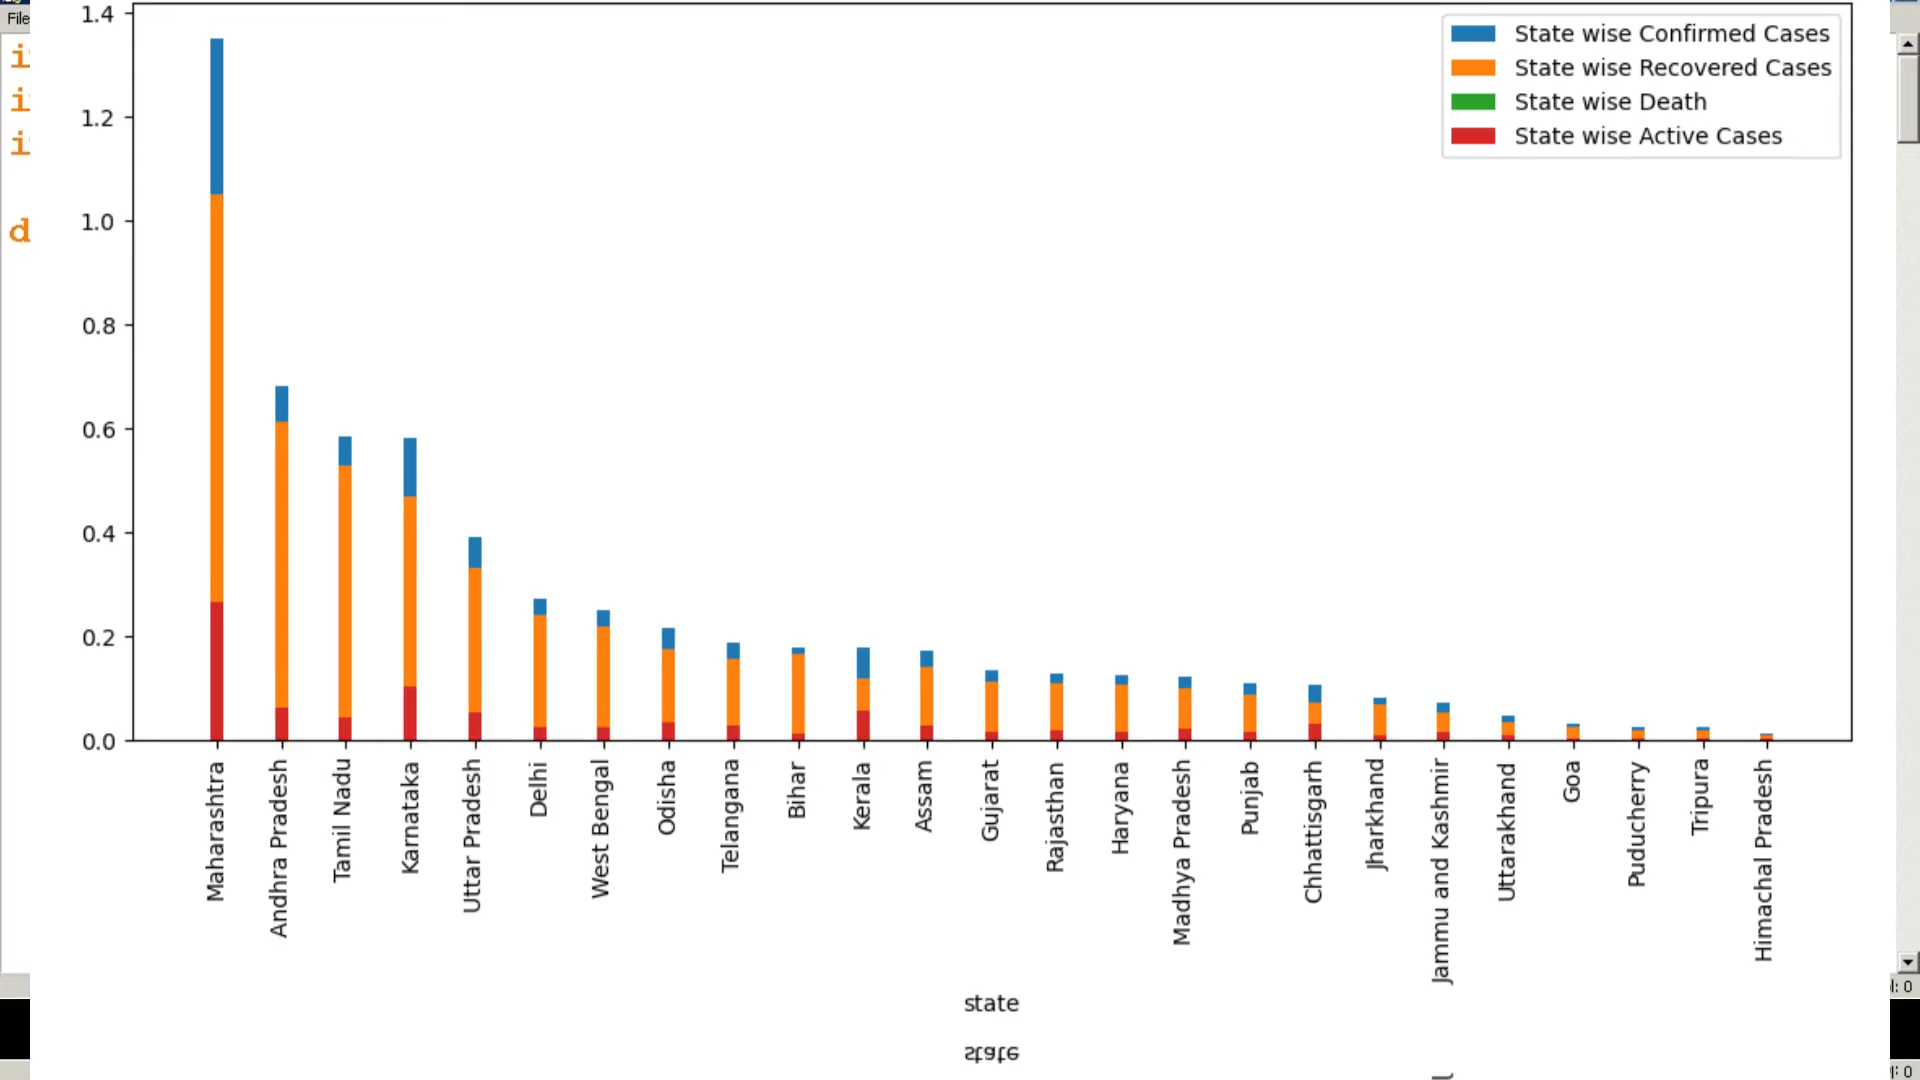 File
i
i
i
d
1.4
1.2
1.0
0.8
0.6
0.4
0.2
0.0
State wise Confirmed Cases
State wise Recovered Cases
State wise Death
State wise Active Cases
Maharashtra
Andhra Pradesh
Tamil Nadu
Karnataka
Uttar Pradesh
Delhi
West Bengal
Odisha
Telangana
Bihar
Kerala
Assam
Gujarat
Rajasthan
Haryana
Madhya Pradesh
Punjab
Chhattisgarh
Jharkhand
Jammu and Kashmir
Uttarakhand
Goa
Puducherry
Tripura
Himachal Pradesh
state
state
: 0
: 0